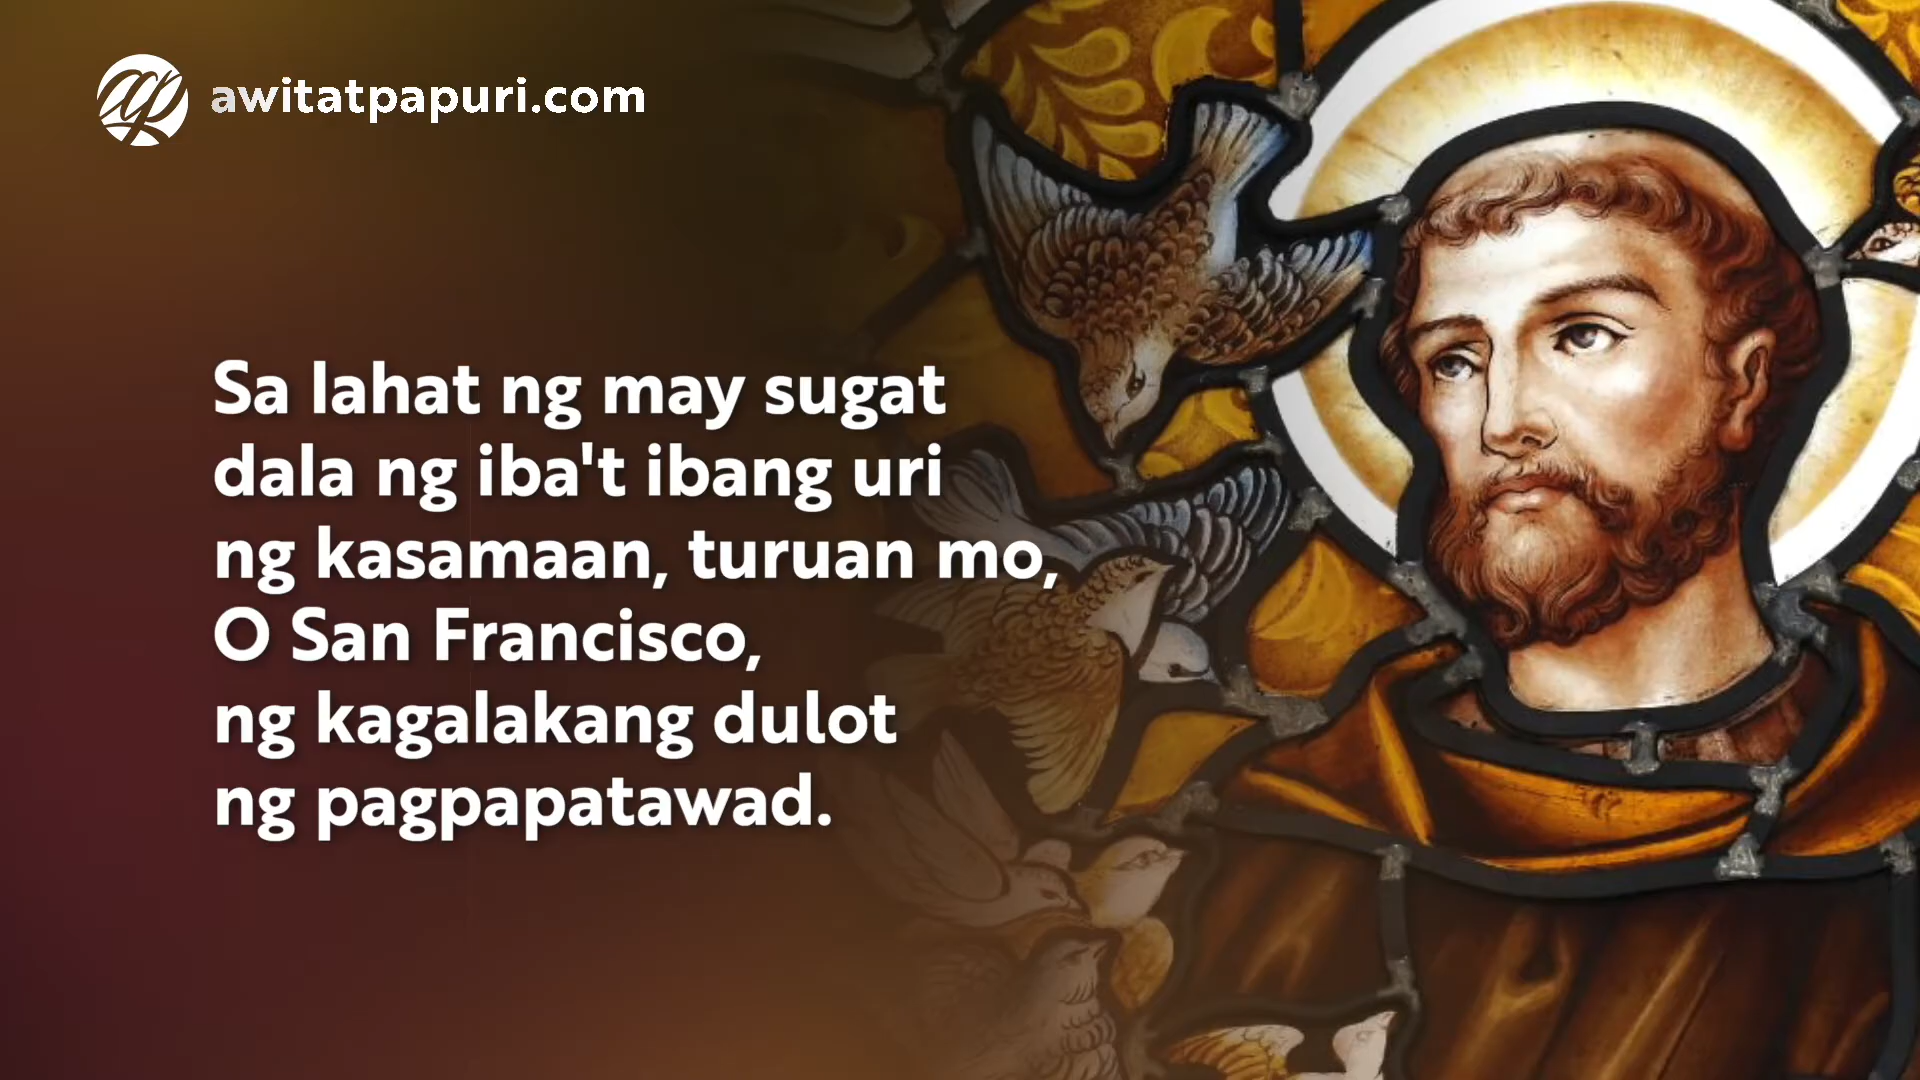 awitatpapuri.com
Sa lahat ng may sugat
dala ng iba't ibang uri
ng kasamaan, turuan mo,
O San Francisco,
ng kagalakang dulot
ng pagpapatawad.